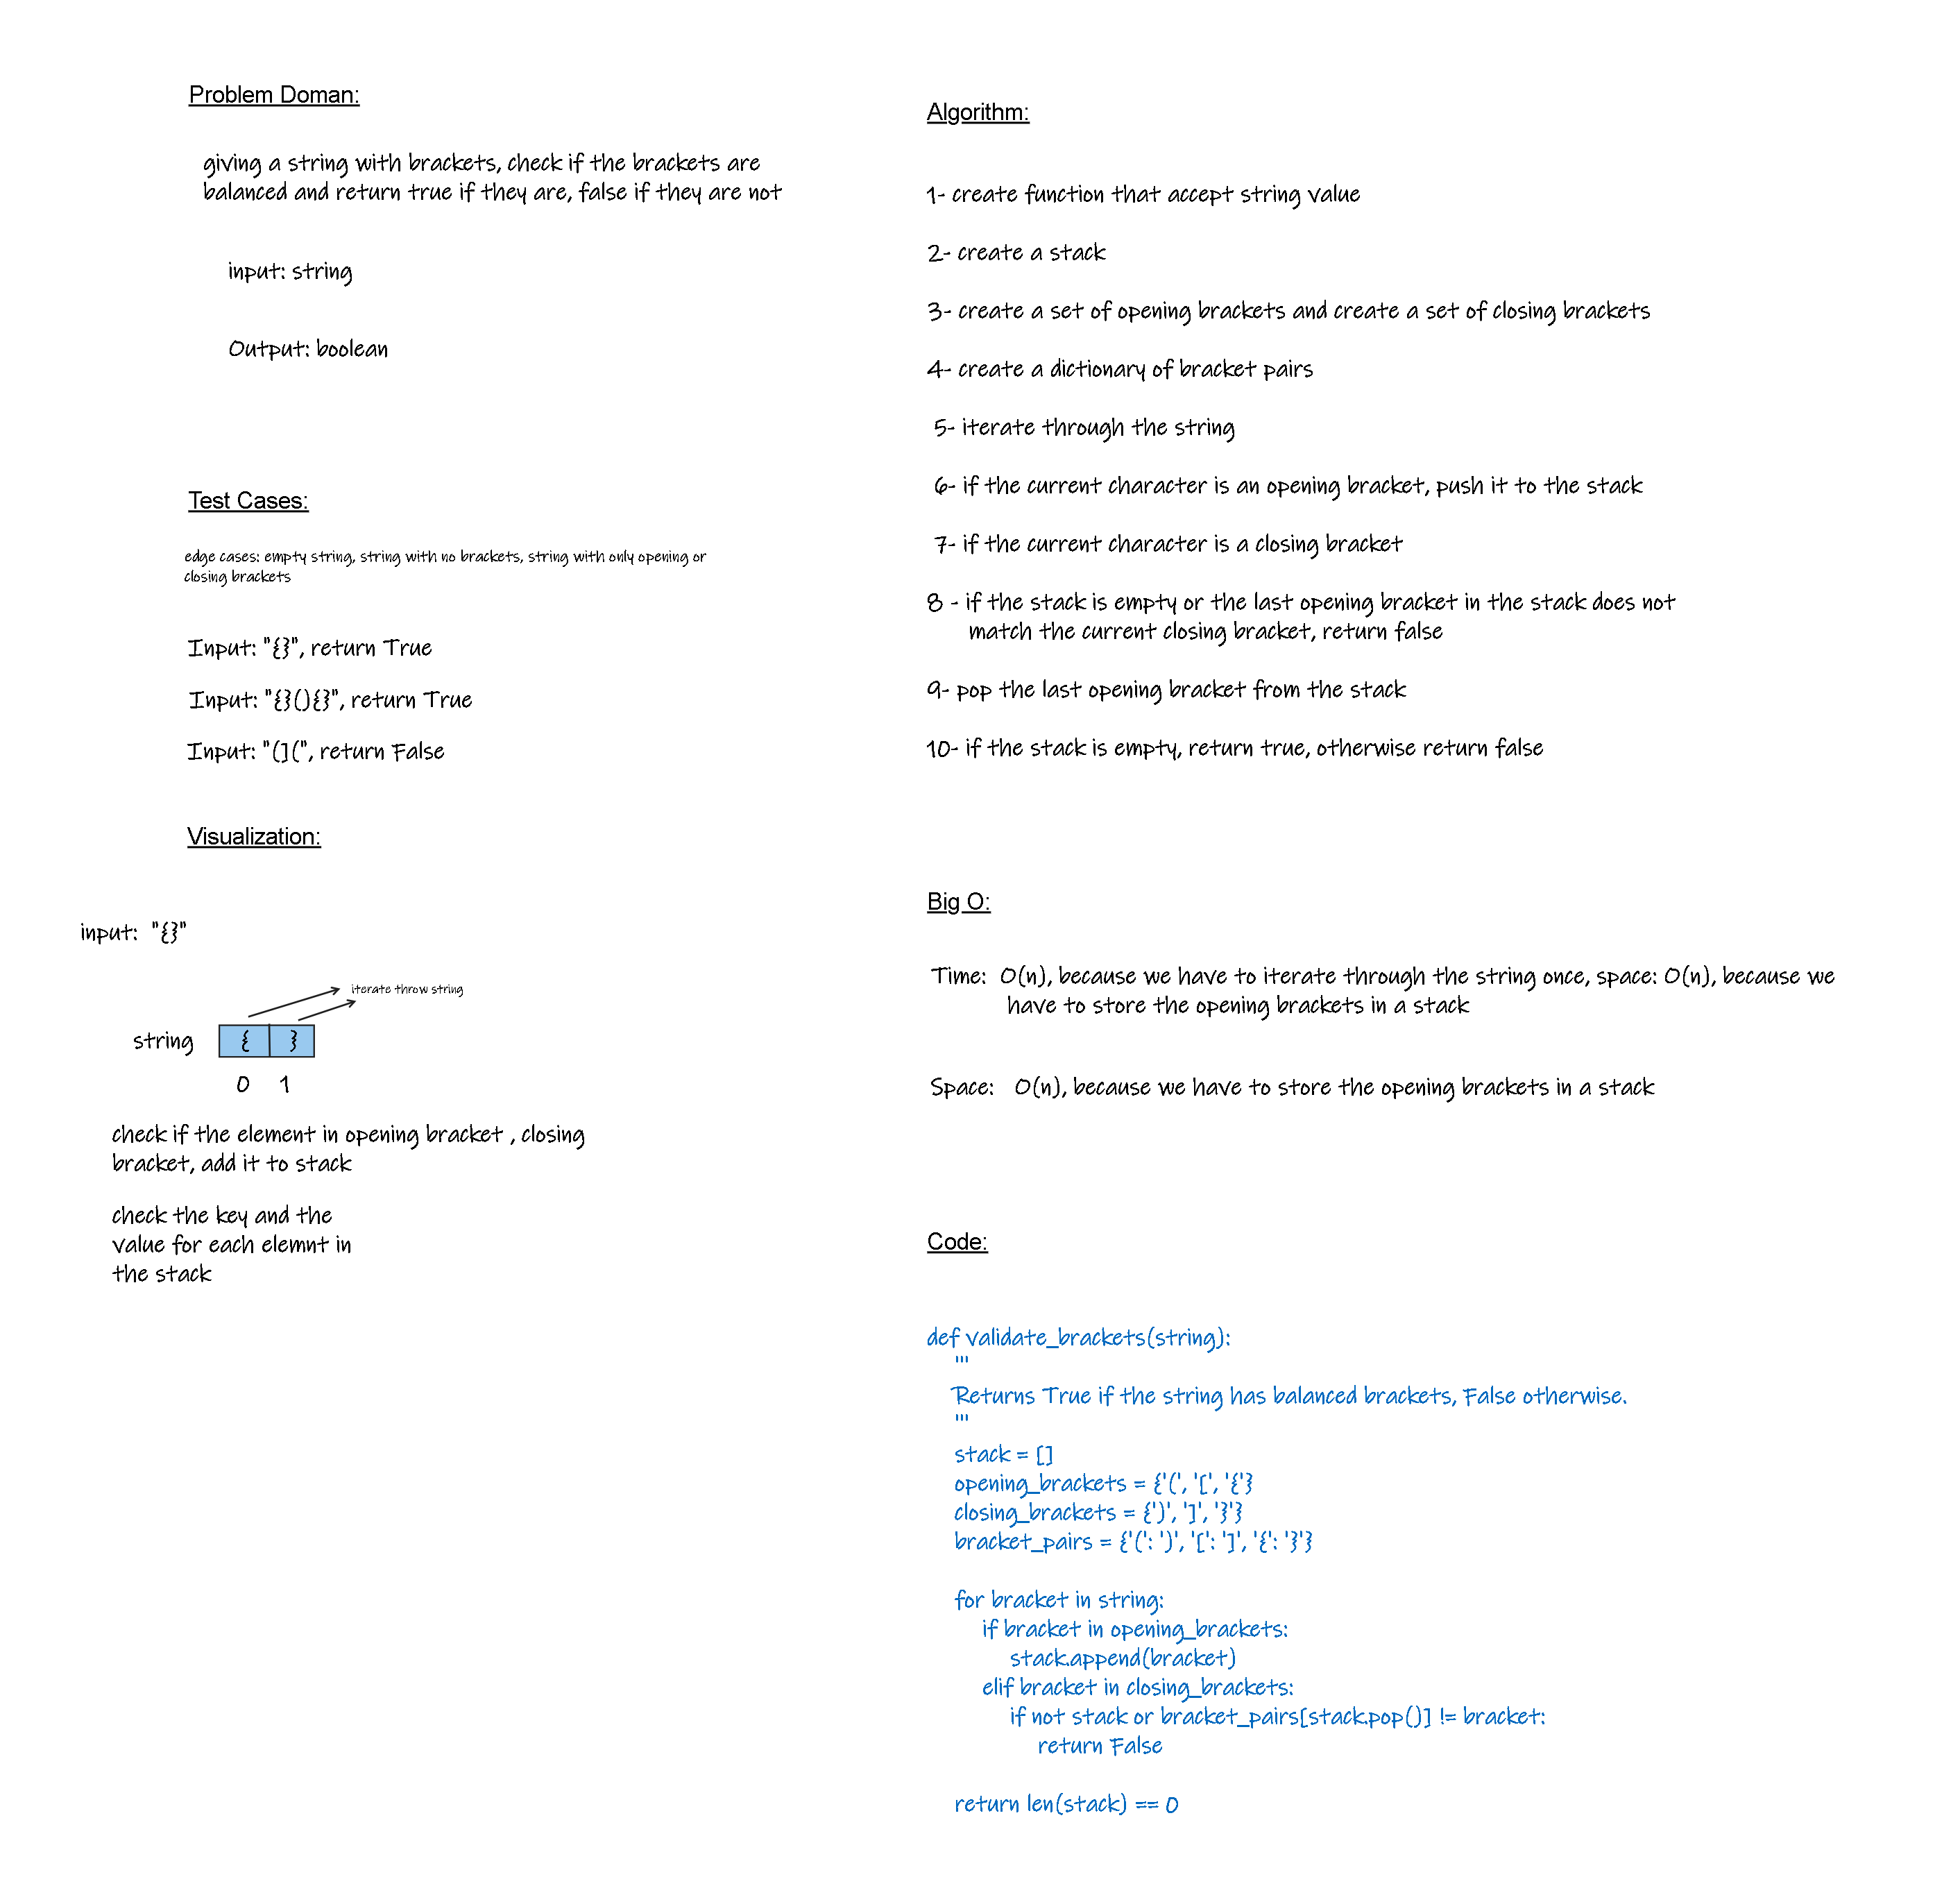 Problem Doman:
giving a string with brackets, check if the brackets are
balanced and return true if they are, false if they are not
input: string
Output: boolean
Test Cases:
edge cases: empty string, string with no brackets, string with only opening or
closing brackets
Input: "{}", return True
Input: "{}(){}", return True
Input: "(](", return False
Visualization:
input: "{}"
iterate throw string
string { }
0 1
check if the element in opening bracket , closing
bracket, add it to stack
check the key and the
value for each elemnt in
the stack
Algorithm:
1- create function that accept string value
2- create a stack
3- create a set of opening brackets and create a set of closing brackets
4- create a dictionary of bracket pairs
5- iterate through the string
6- if the current character is an opening bracket, push it to the stack
7- if the current character is a closing bracket
8 - if the stack is empty or the last opening bracket in the stack does not
match the current closing bracket, return false
9- pop the last opening bracket from the stack
10- if the stack is empty, return true, otherwise return false
Big O:
Time: O(n), because we have to iterate through the string once, space: O(n), because we
have to store the opening brackets in a stack
Space: O(n), because we have to store the opening brackets in a stack
Code:
def validate_brackets(string):
'''
Returns True if the string has balanced brackets, False otherwise.
'''
stack = []
opening_brackets = {'(', '[', '{'}
closing_brackets = {')', ']', '}'}
bracket_pairs = {'(': ')', '[': ']', '{': '}'}
for bracket in string:
if bracket in opening_brackets:
stack.append(bracket)
elif bracket in closing_brackets:
if not stack or bracket_pairs[stack.pop()] != bracket:
return False
return len(stack) == 0